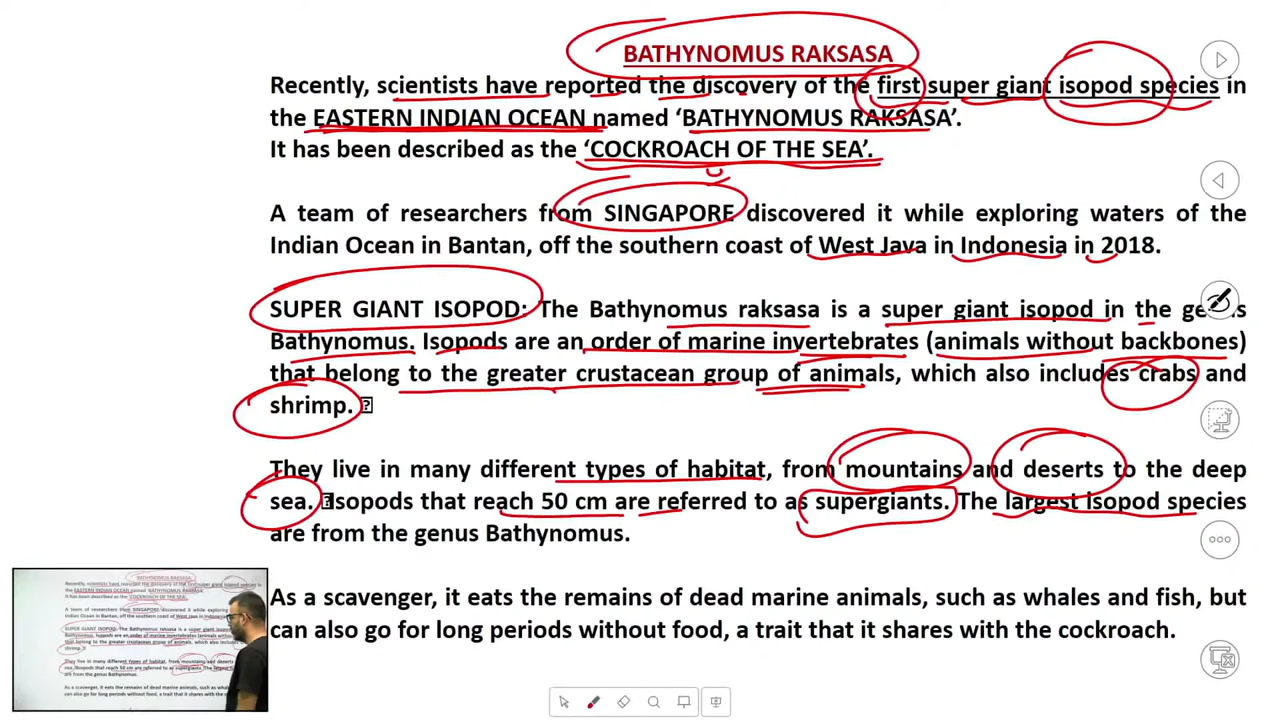 BATHYNOMUS RAKSASA
Recently, scientists have reported the discovery of the first super giant isopod species in
the EASTERN INDIAN OCEAN named ‘BATHYNOMUS RAKSASA’.
It has been described as the ‘COCKROACH OF THE SEA’.
A team of researchers from SINGAPORE discovered it while exploring waters of the
Indian Ocean in Bantan, off the southern coast of West Java in Indonesia in 2018.
SUPER GIANT ISOPOD: The Bathynomus raksasa is a super giant isopod in the genus
Bathynomus. Isopods are an order of marine invertebrates (animals without backbones)
that belong to the greater crustacean group of animals, which also includes crabs and
shrimp.
They live in many different types of habitat, from mountains and deserts to the deep
sea. Isopods that reach 50 cm are referred to as supergiants. The largest isopod species
are from the genus Bathynomus.
As a scavenger, it eats the remains of dead marine animals, such as whales and fish, but
can also go for long periods without food, a trait that it shares with the cockroach.